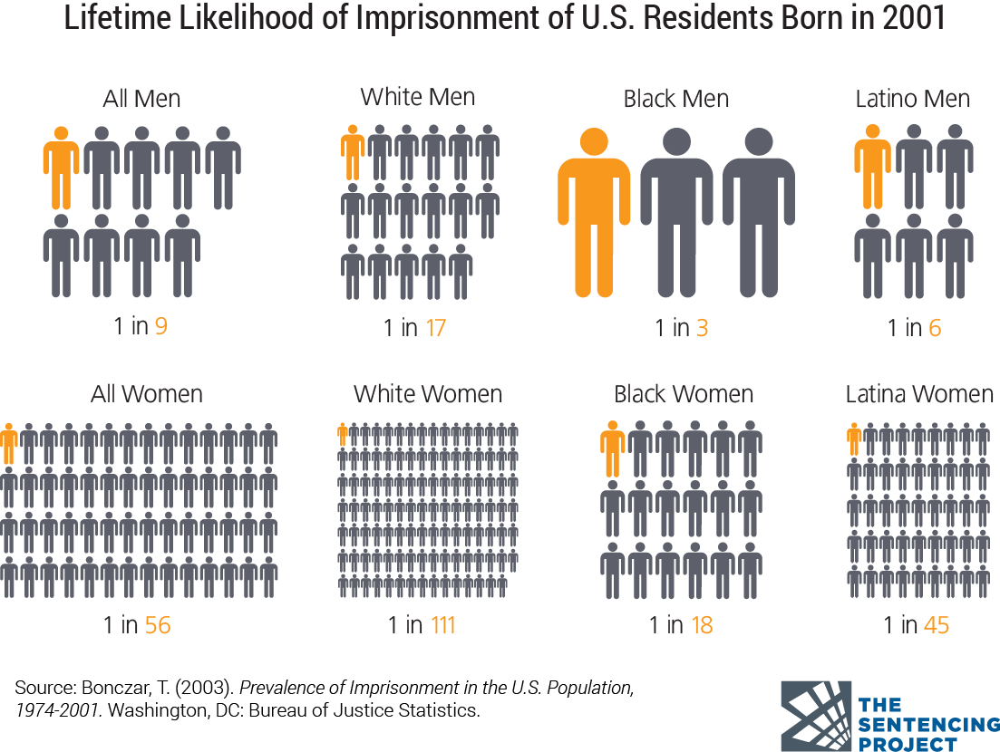 Lifetime Likelihood of Imprisonment of U.S. Residents Born in 2001
All Men
White Men
Black Men
Latino Men
1 in 9
1 in 17
1 in 3
1 in 6
All Women
White Women
Black Women
Latina Women
1 in 56
1 in 111
1 in 18
1 in 45
Source: Bonczar, T. (2003). Prevalence of Imprisonment in the U.S. Population,
1974-2001. Washington, DC: Bureau of Justice Statistics.
THE
SENTENCING
PROJECT